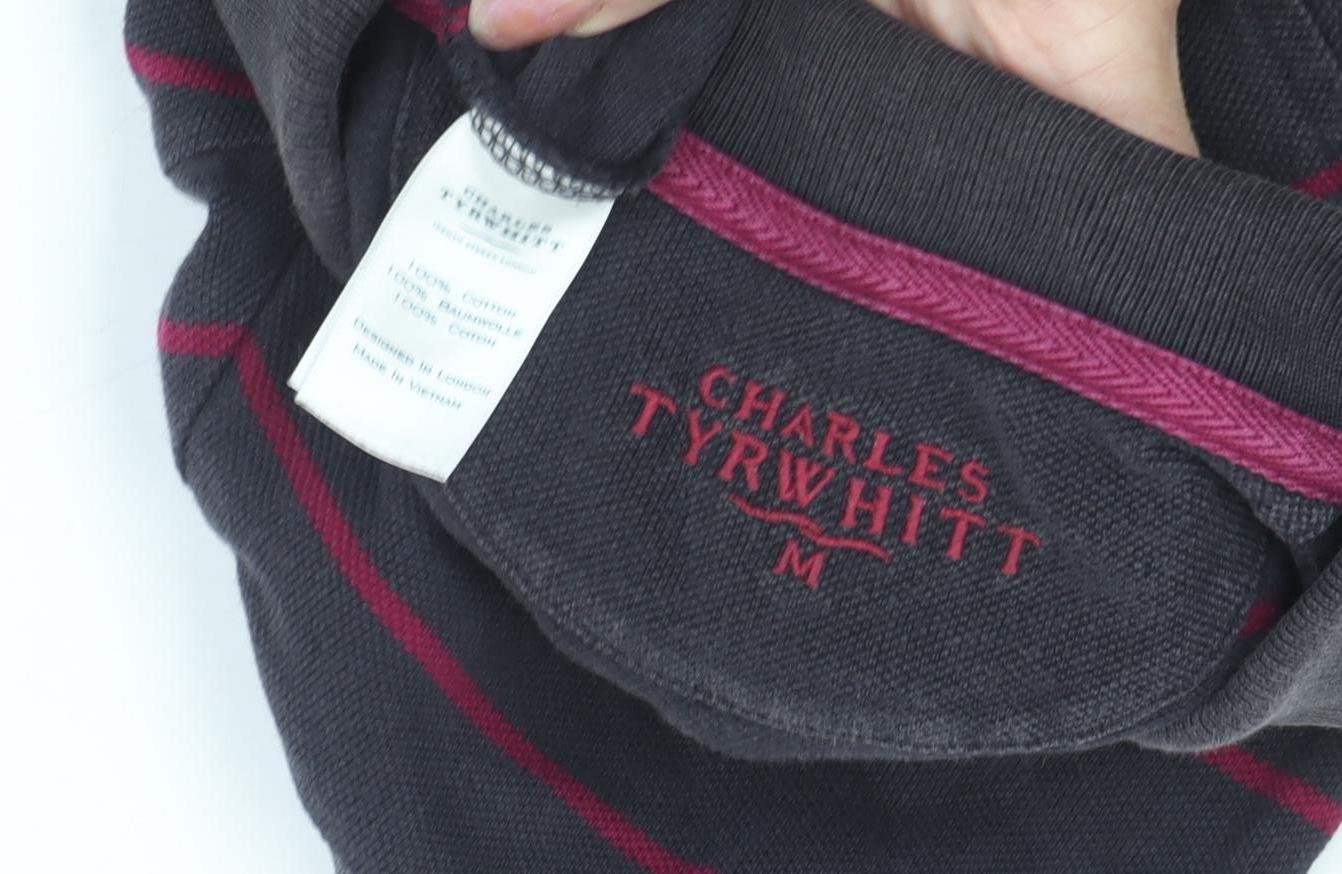 CHARLES
TYRWHITT
100% COTTON
100% BAUMWOLLE
100% COTON
DESIGNED IN LONDON
MADE IN VIETNAM
CHARLES
TYRWHITT
M